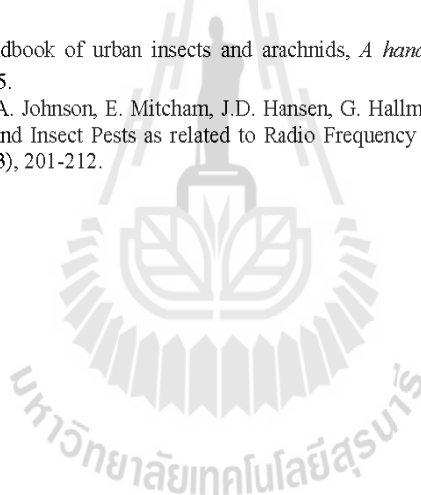 dbook of urban insects and arachnids, A hand
5.
A. Johnson, E. Mitcham, J.D. Hansen, G. Hallm
nd Insect Pests as related to Radio Frequency
3), 201-212.
มหาวิทยาลัยเทคโนโลยีสุรนารี